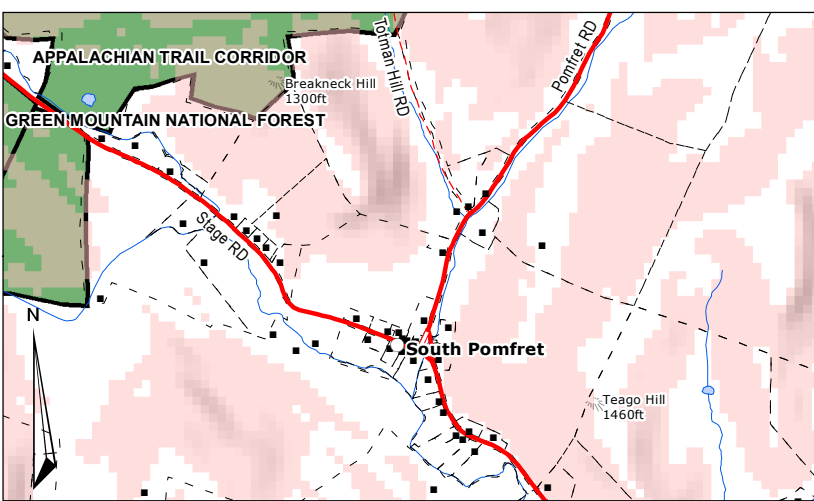 APPALACHIAN TRAIL CORRIDOR
Breakneck Hill
1300ft
GREEN MOUNTAIN NATIONAL FOREST
Totman Hill RD
Pomfret RD
Stage RD
N
South Pomfret
Teago Hill
1460ft